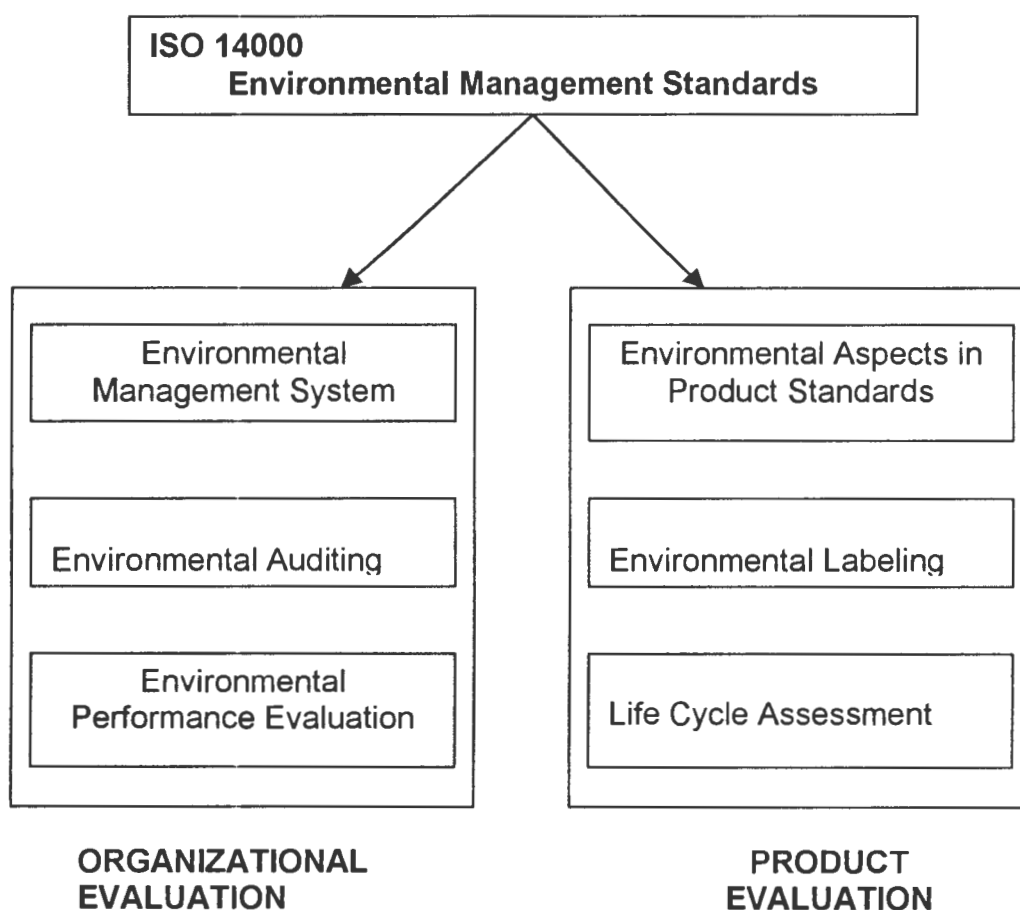 ISO 14000
Environmental Management Standards
Environmental
Management System
Environmental Auditing
Environmental
Performance Evaluation
ORGANIZATIONAL
EVALUATION
Environmental Aspects in
Product Standards
Environmental Labeling
Life Cycle Assessment
PRODUCT
EVALUATION